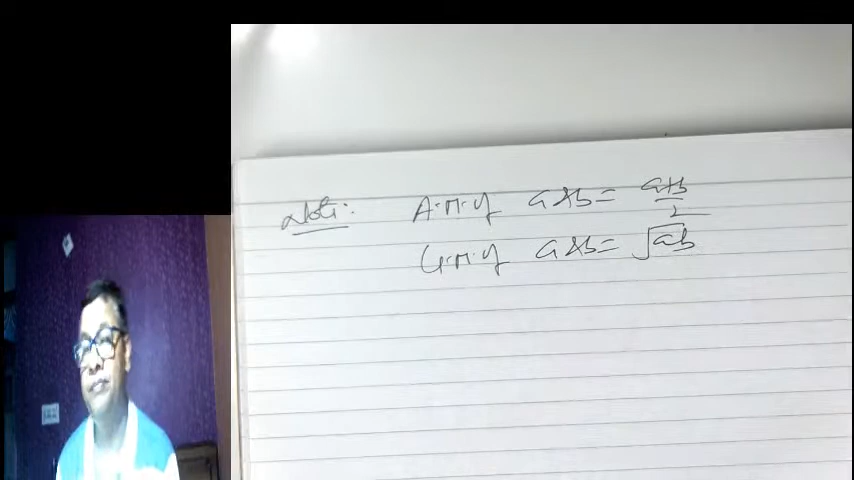 Note: A.M. of a & b = a+b/2
G.M. of a & b = √ab